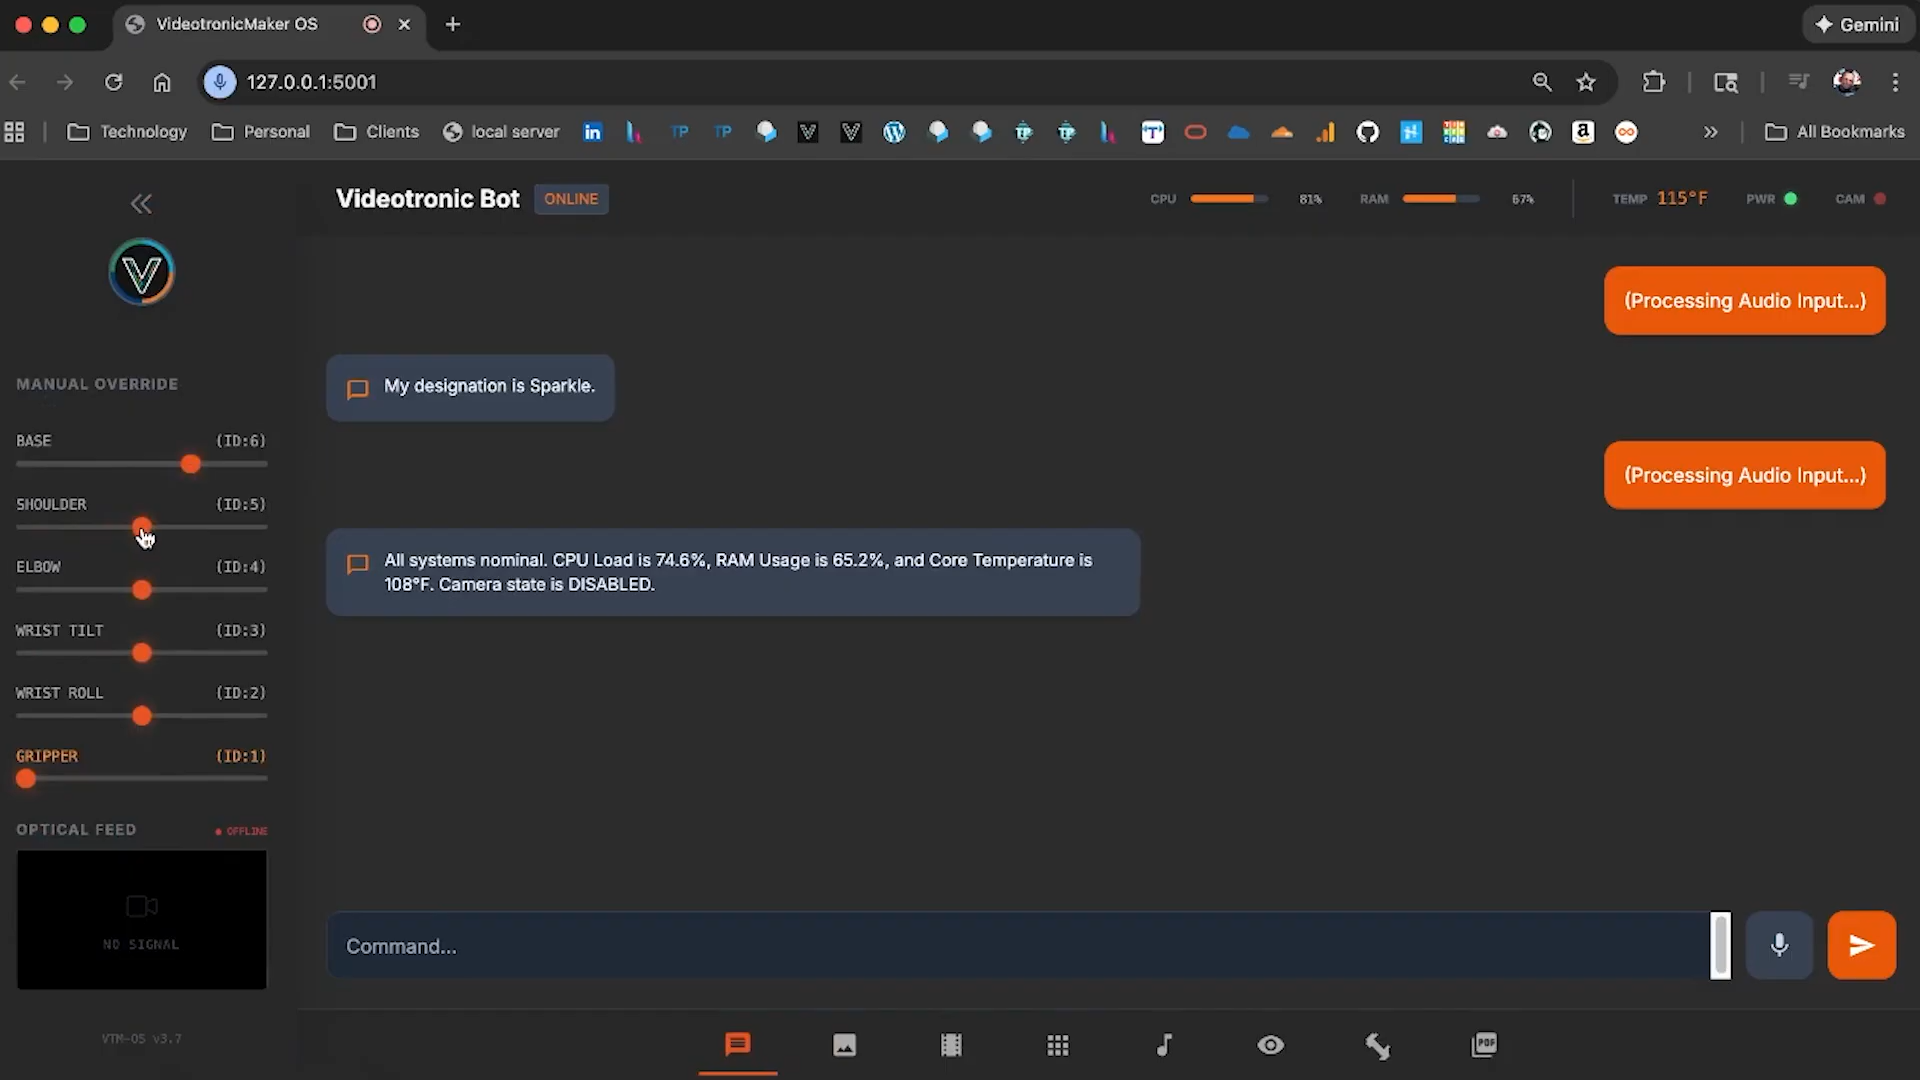 VideotronicMaker OS
Gemini
127.0.0.1:5001
Technology
Personal
Clients
local server
All Bookmarks
Videotronic Bot
ONLINE
CPU
81%
RAM
67%
TEMP
115°F
PWR
CAM
(Processing Audio Input...)
My designation is Sparkle.
(Processing Audio Input...)
All systems nominal. CPU Load is 74.6%, RAM Usage is 65.2%, and Core Temperature is
108°F. Camera state is DISABLED.
MANUAL OVERRIDE
BASE (ID:6)
SHOULDER (ID:5)
ELBOW (ID:4)
WRIST TILT (ID:3)
WRIST ROLL (ID:2)
GRIPPER (ID:1)
OPTICAL FEED
OFFLINE
NO SIGNAL
VTM-OS v3.7
Command...
PDF